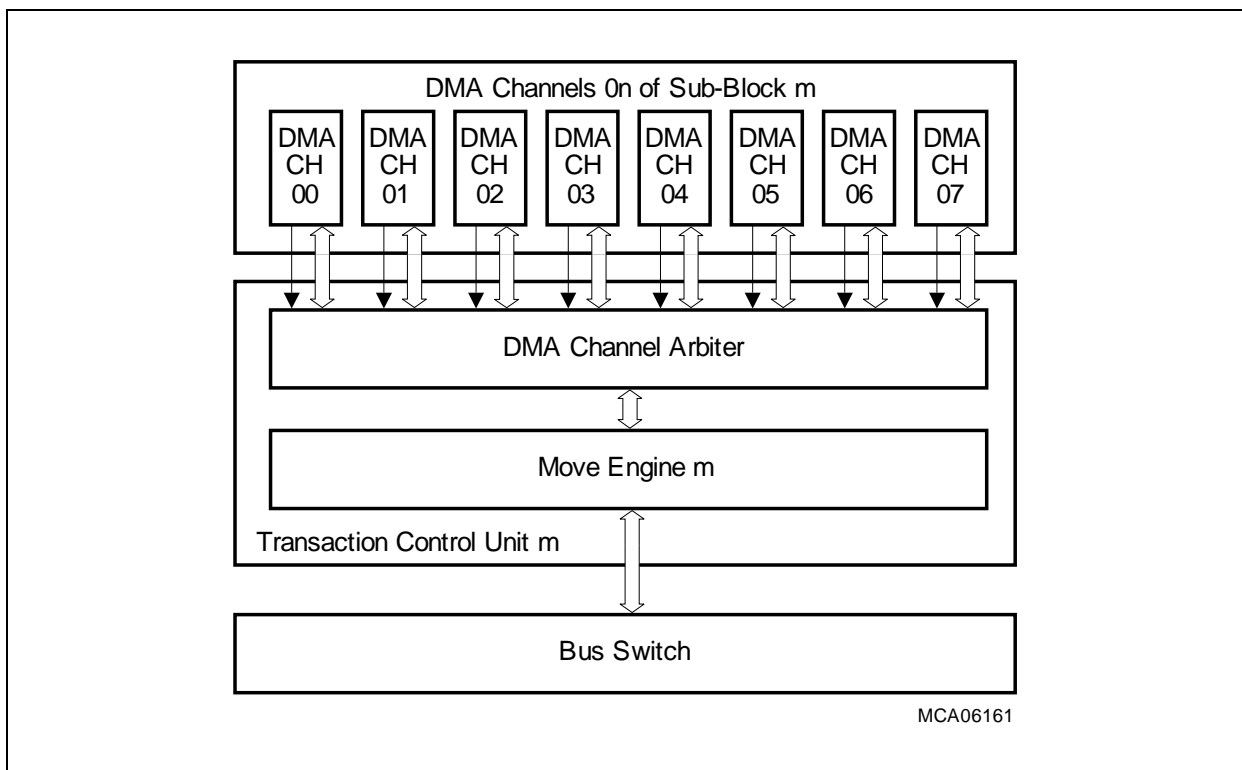 DMA Channels 0n of Sub-Block m
DMA CH 00
DMA CH 01
DMA CH 02
DMA CH 03
DMA CH 04
DMA CH 05
DMA CH 06
DMA CH 07
DMA Channel Arbiter
Move Engine m
Transaction Control Unit m
Bus Switch
MCA06161